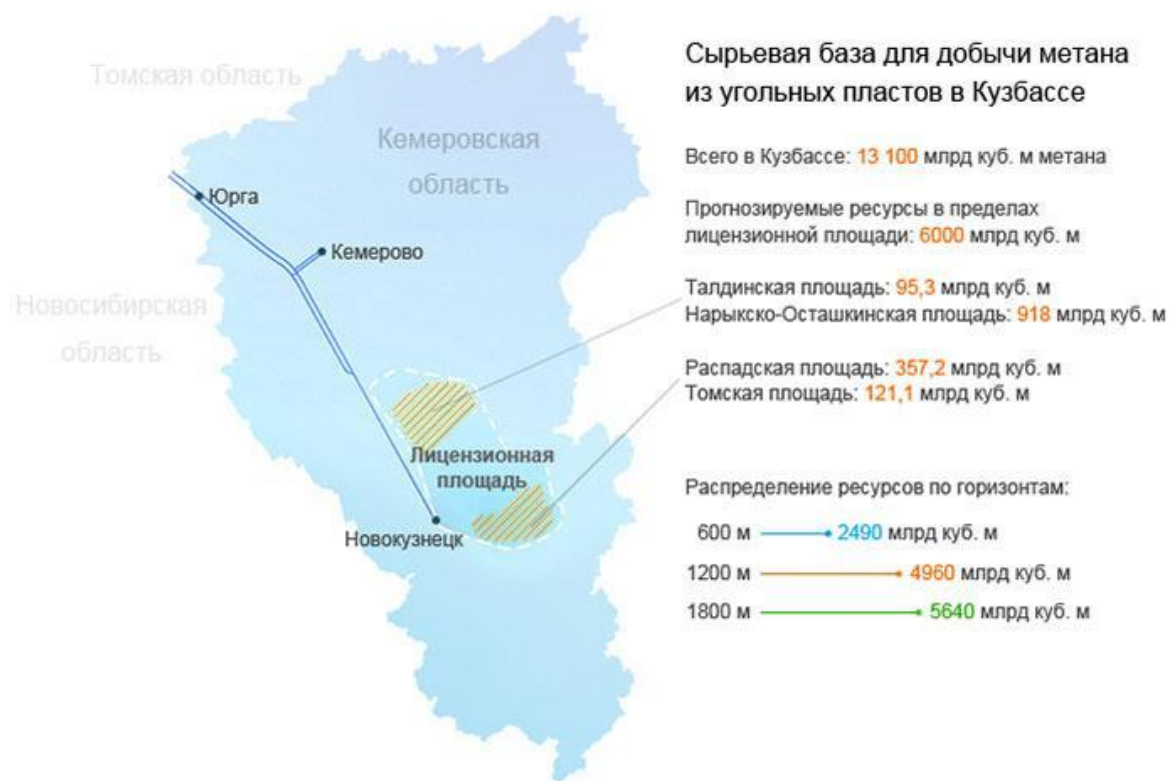 Томская область
Кемеровская
область
Юрга
Кемерово
Новосибирская
область
Лицензионная
площадь
Новокузнецк
Сырьевая база для добычи метана
из угольных пластов в Кузбассе
Всего в Кузбассе: 13 100 млрд куб. м метана
Прогнозируемые ресурсы в пределах
лицензионной площади: 6000 млрд куб. м
Талдинская площадь: 95,3 млрд куб. м
Нарыкско-Осташкинская площадь: 918 млрд куб. м
Распадская площадь: 357,2 млрд куб. м
Томская площадь: 121,1 млрд куб. м
Распределение ресурсов по горизонтам:
600 м 2490 млрд куб. м
1200 м 4960 млрд куб. м
1800 м 5640 млрд куб. м